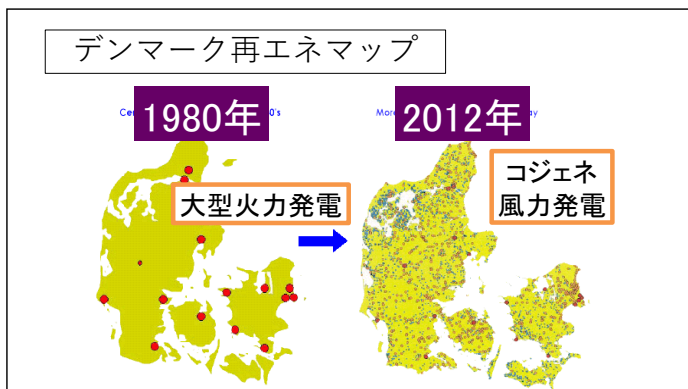 デンマーク再エネマップ
1980年
2012年
大型火力発電
コジェネ
風力発電